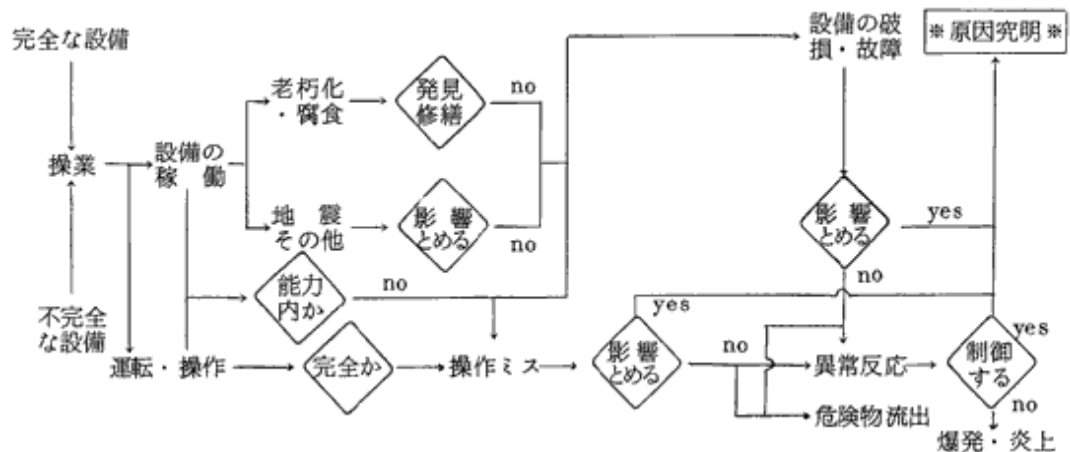 完全な設備
設備の破
損・故障
※原因究明※
老朽化
・腐食
発見
修繕
no
操業
設備の
稼働
地震
その他
影響
とめる
no
影響
とめる
yes
no
能力
内か
no
不完全
な設備
yes
運転・操作
完全か
操作ミス
影響
とめる
no
異常反応
制御
する
yes
no
危険物流出
爆発・炎上